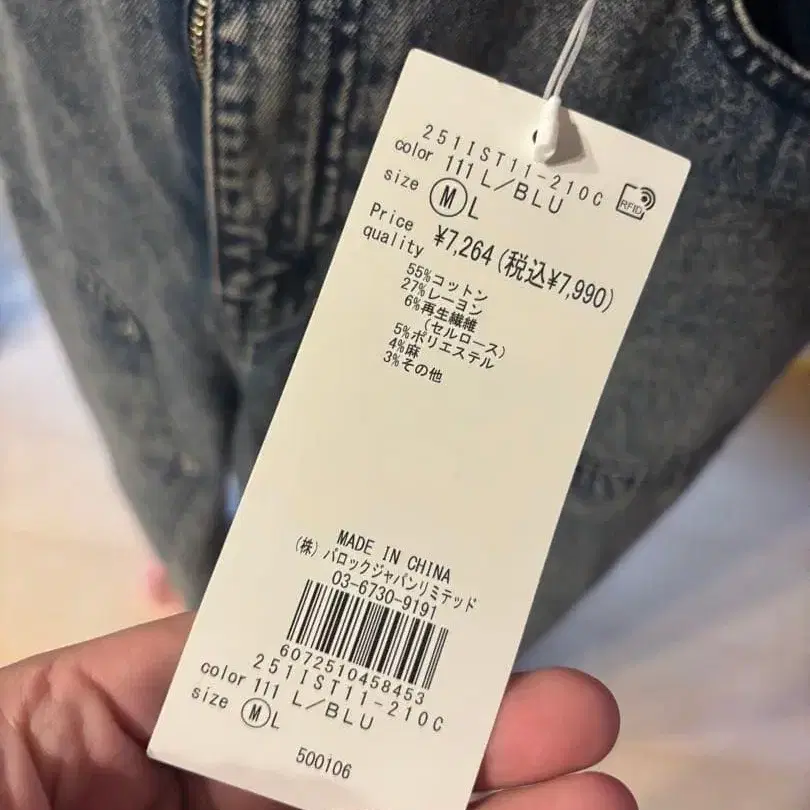 251IST11-210C
color 111 L/BLU
RFID
size M L
Price ¥7,264(税込¥7,990)
quality
55%コットン
27%レーヨン
6%再生繊維
(セルロース)
5%ポリエステル
4%麻
3%その他
MADE IN CHINA
(株)バロックジャパンリミテッド
03-6730-9191
6072510458453
251IST11-210C
color 111 L/BLU
size M L
500106